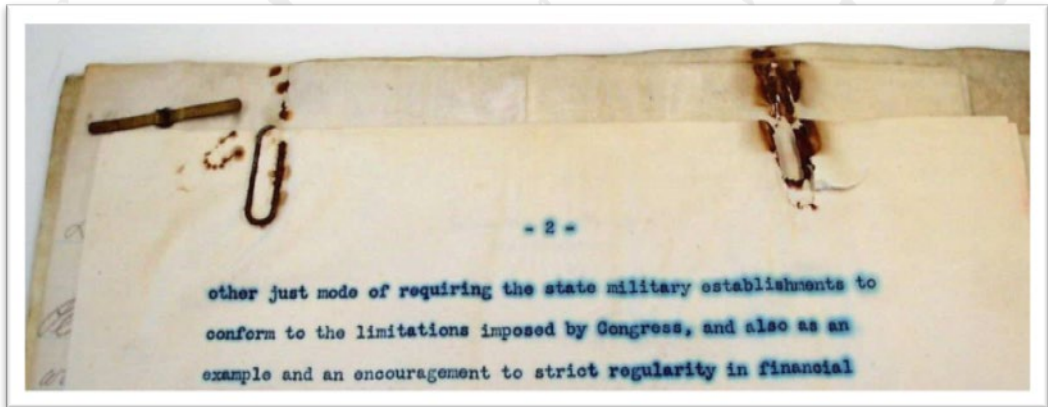 - 2 -
other just mode of requiring the state military establishments to
conform to the limitations imposed by Congress, and also as an
example and an encouragement to strict regularity in financial